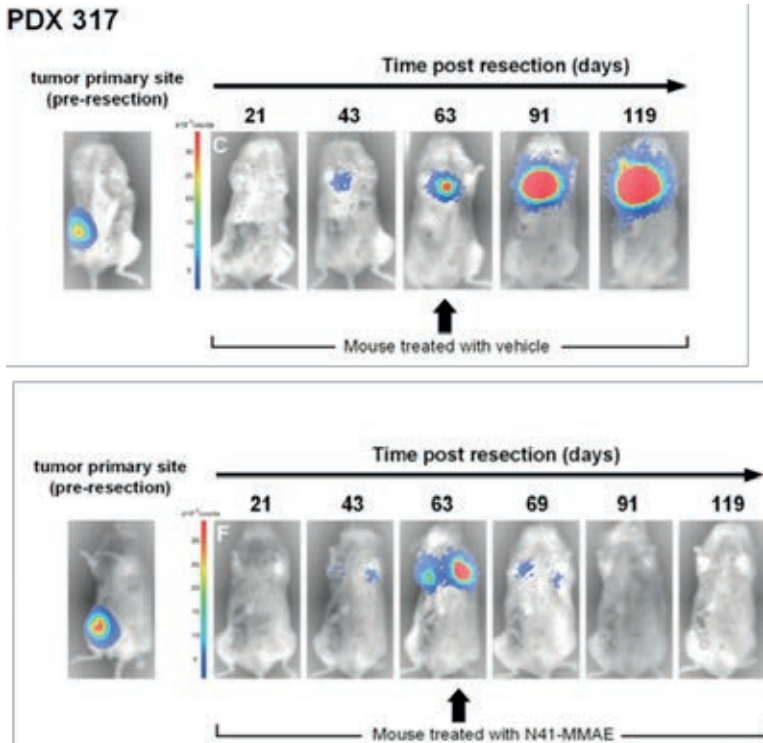 PDX 317
Time post resection (days)
tumor primary site
(pre-resection)
21 43 63 91 119
C
Mouse treated with vehicle
Time post resection (days)
tumor primary site
(pre-resection)
21 43 63 69 91 119
F
Mouse treated with N41-MMAE